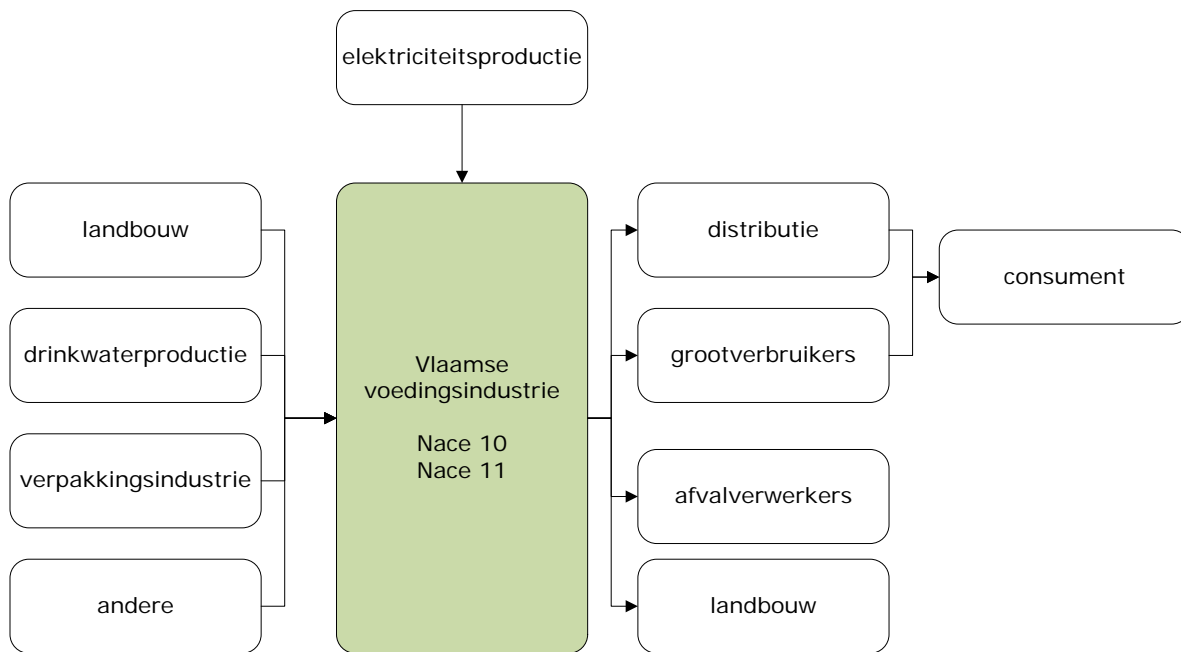 elektriciteitsproductie
landbouw
drinkwaterproductie
verpakkingsindustrie
andere
Vlaamse
voedingsindustrie
Nace 10
Nace 11
distributie
grootverbruikers
afvalverwerkers
landbouw
consument